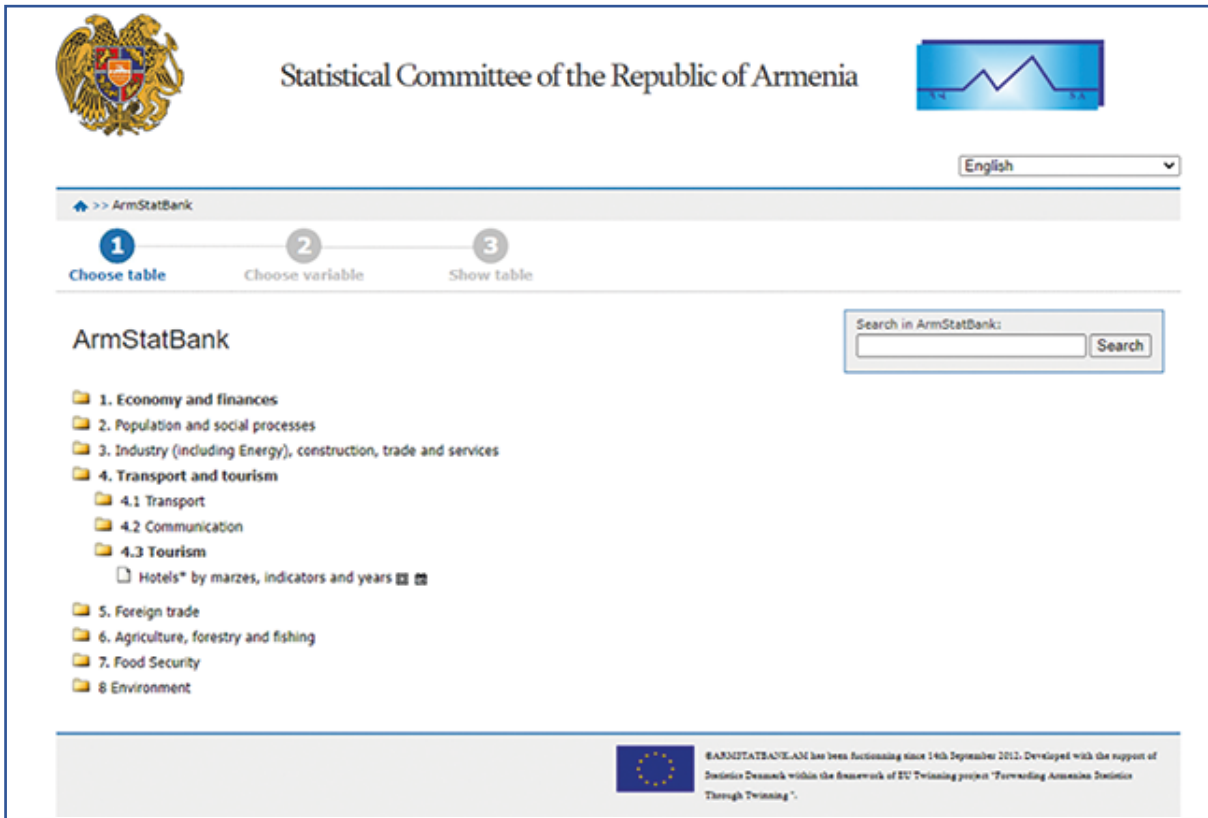 Statistical Committee of the Republic of Armenia
ՀՎ
SA
English
>> ArmStatBank
1
2
3
Choose table
Choose variable
Show table
ArmStatBank
Search in ArmStatBank:
Search
1. Economy and finances
2. Population and social processes
3. Industry (including Energy), construction, trade and services
4. Transport and tourism
4.1 Transport
4.2 Communication
4.3 Tourism
Hotels* by marzes, indicators and years
5. Foreign trade
6. Agriculture, forestry and fishing
7. Food Security
8 Environment
©ARMSTATBANK.AM has been fuctionning since 14th September 2012. Developed with the support of
Statistics Denmark within the framework of EU Twinning project "Forwarding Armenian Statistics
Through Twinning ".